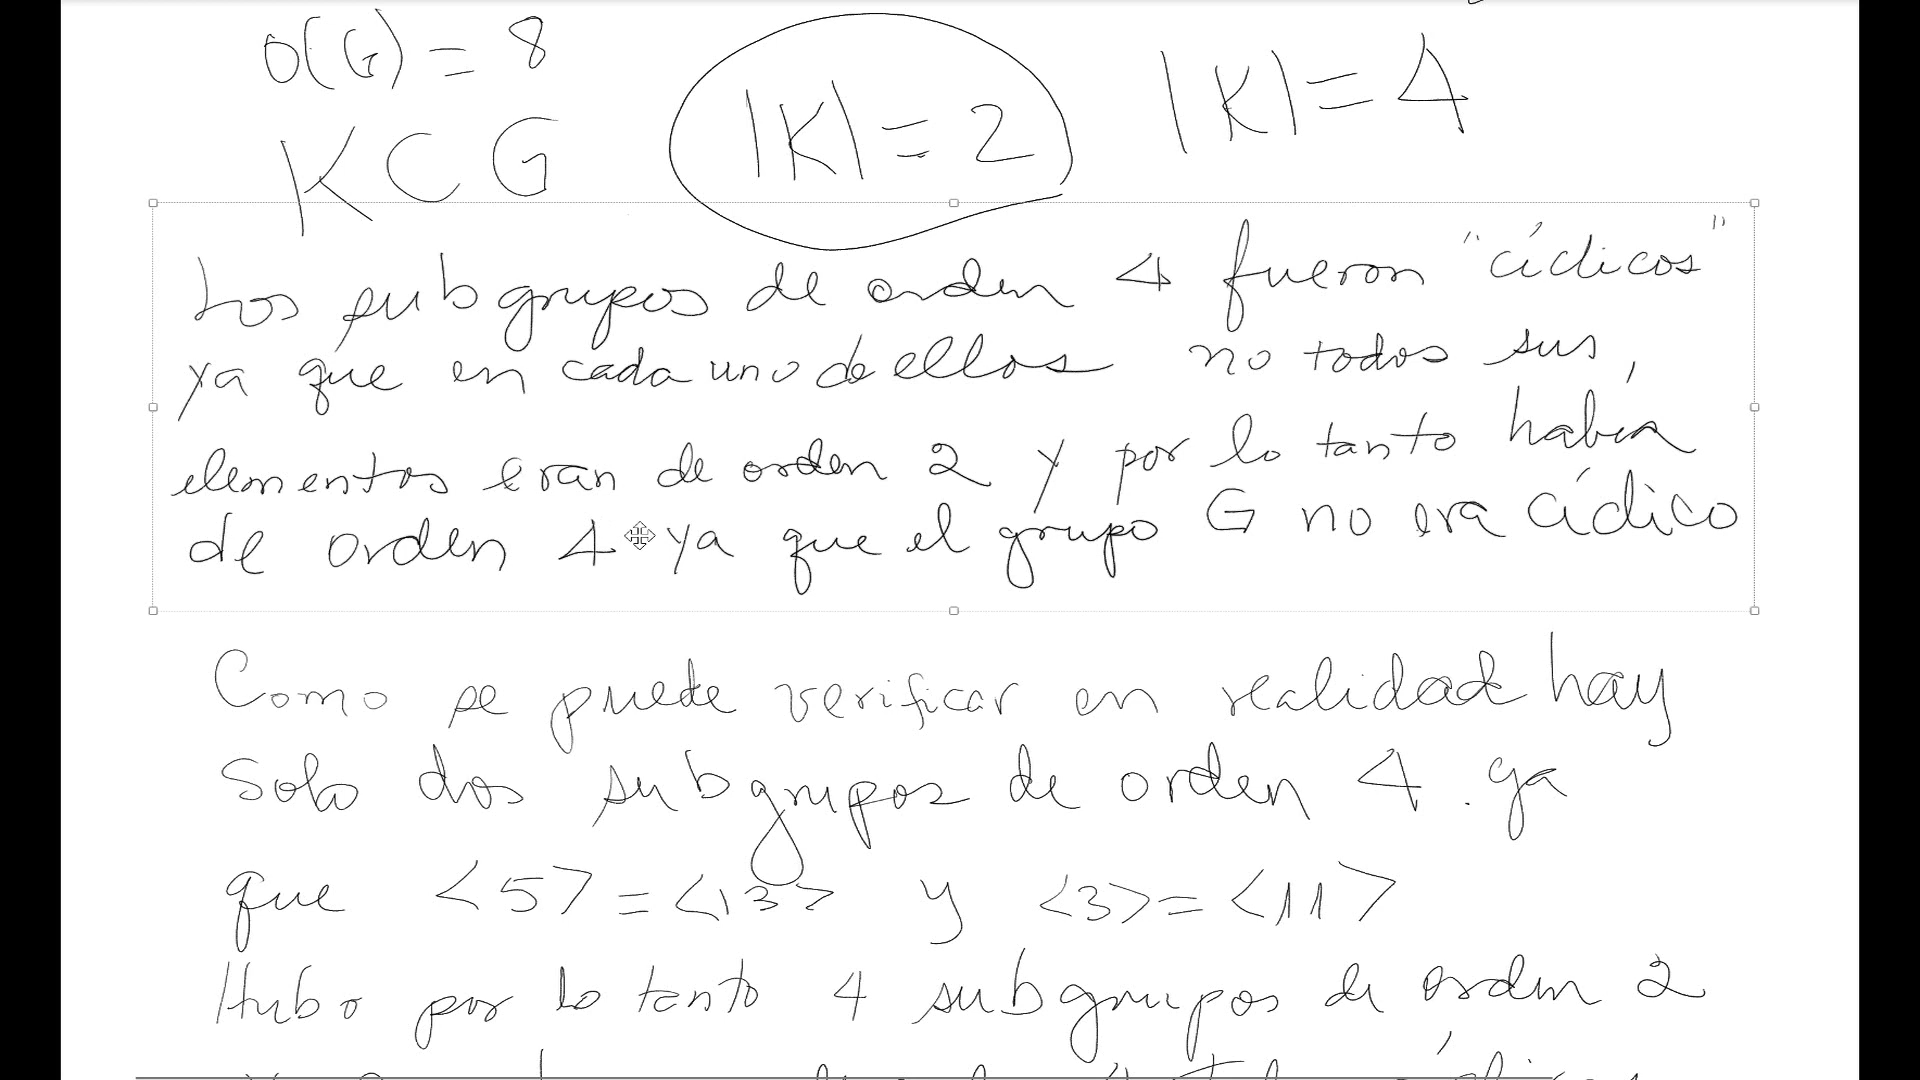 O(G) = 8
|K| = 2
|K| = 4
K ⊂ G
Los subgrupos de orden 4 fueron "cíclicos"
ya que en cada uno de ellos no todos sus,
elementos eran de orden 2 y por lo tanto había
de orden 4 ya que el grupo G no era cíclico
Como se puede verificar en realidad hay
Solo dos subgrupos de orden 4. ya
que <5> = <13> y <3> = <11>
Hubo por lo tanto 4 subgrupos de orden 2